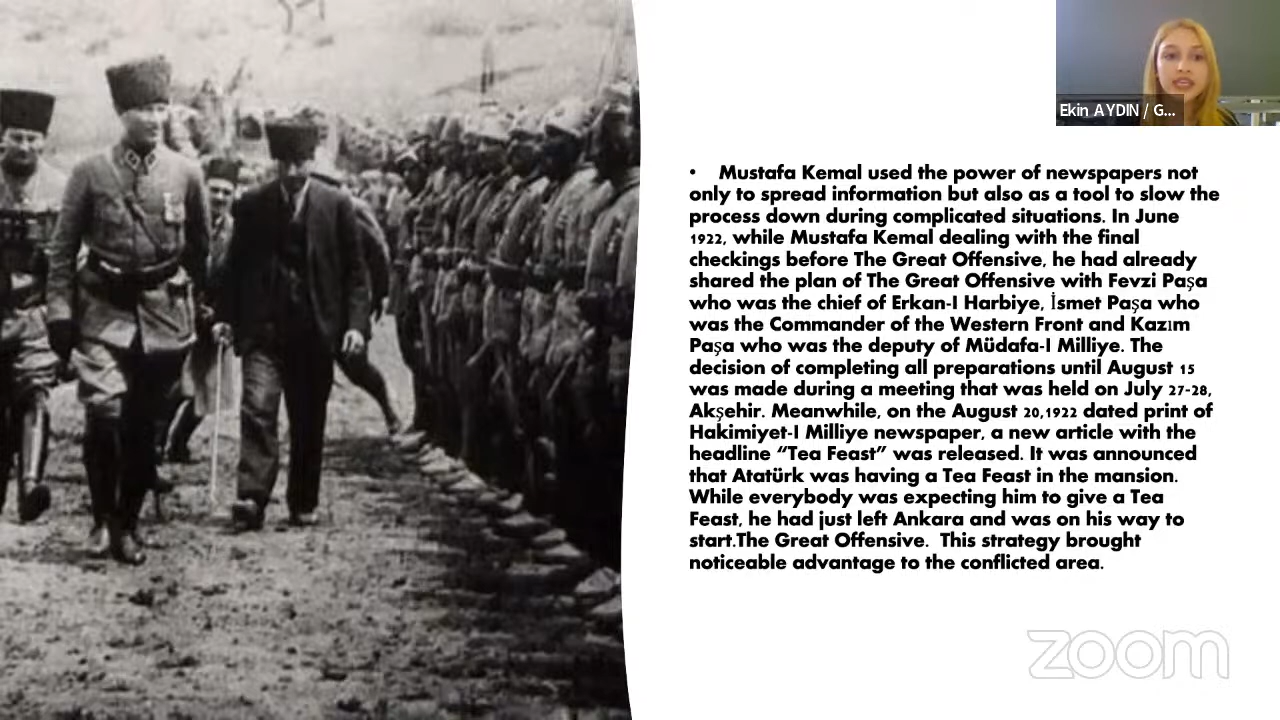 Ekin AYDIN / G...
• Mustafa Kemal used the power of newspapers not
only to spread information but also as a tool to slow the
process down during complicated situations. In June
1922, while Mustafa Kemal dealing with the final
checkings before The Great Offensive, he had already
shared the plan of The Great Offensive with Fevzi Paşa
who was the chief of Erkan-I Harbiye, İsmet Paşa who
was the Commander of the Western Front and Kazım
Paşa who was the deputy of Müdafa-I Milliye. The
decision of completing all preparations until August 15
was made during a meeting that was held on July 27-28,
Akşehir. Meanwhile, on the August 20,1922 dated print of
Hakimiyet-I Milliye newspaper, a new article with the
headline “Tea Feast” was released. It was announced
that Atatürk was having a Tea Feast in the mansion.
While everybody was expecting him to give a Tea
Feast, he had just left Ankara and was on his way to
start.The Great Offensive. This strategy brought
noticeable advantage to the conflicted area.
zoom